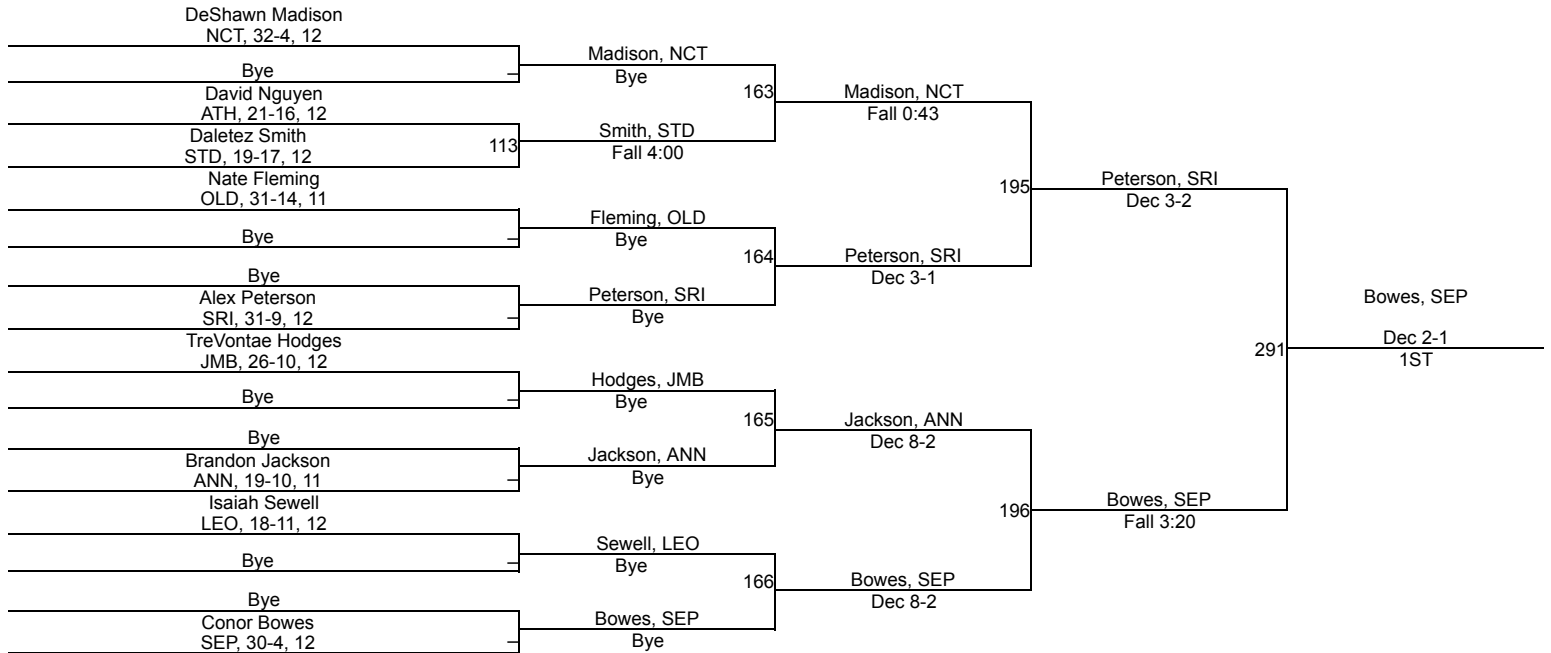 DeShawn Madison
NCT, 32-4, 12
Bye
–
David Nguyen
ATH, 21-16, 12
Daletez Smith
STD, 19-17, 12
113
Nate Fleming
OLD, 31-14, 11
Bye
–
Bye
Alex Peterson
SRI, 31-9, 12
–
TreVontae Hodges
JMB, 26-10, 12
Bye
–
Bye
Brandon Jackson
ANN, 19-10, 11
–
Isaiah Sewell
LEO, 18-11, 12
Bye
–
Bye
Conor Bowes
SEP, 30-4, 12
–
Madison, NCT
Bye
163
Smith, STD
Fall 4:00
Fleming, OLD
Bye
164
Peterson, SRI
Bye
Hodges, JMB
Bye
165
Jackson, ANN
Bye
Sewell, LEO
Bye
166
Bowes, SEP
Bye
Madison, NCT
Fall 0:43
195
Peterson, SRI
Dec 3-1
Jackson, ANN
Dec 8-2
196
Bowes, SEP
Dec 8-2
Peterson, SRI
Dec 3-2
291
Bowes, SEP
Fall 3:20
Bowes, SEP
Dec 2-1
1ST